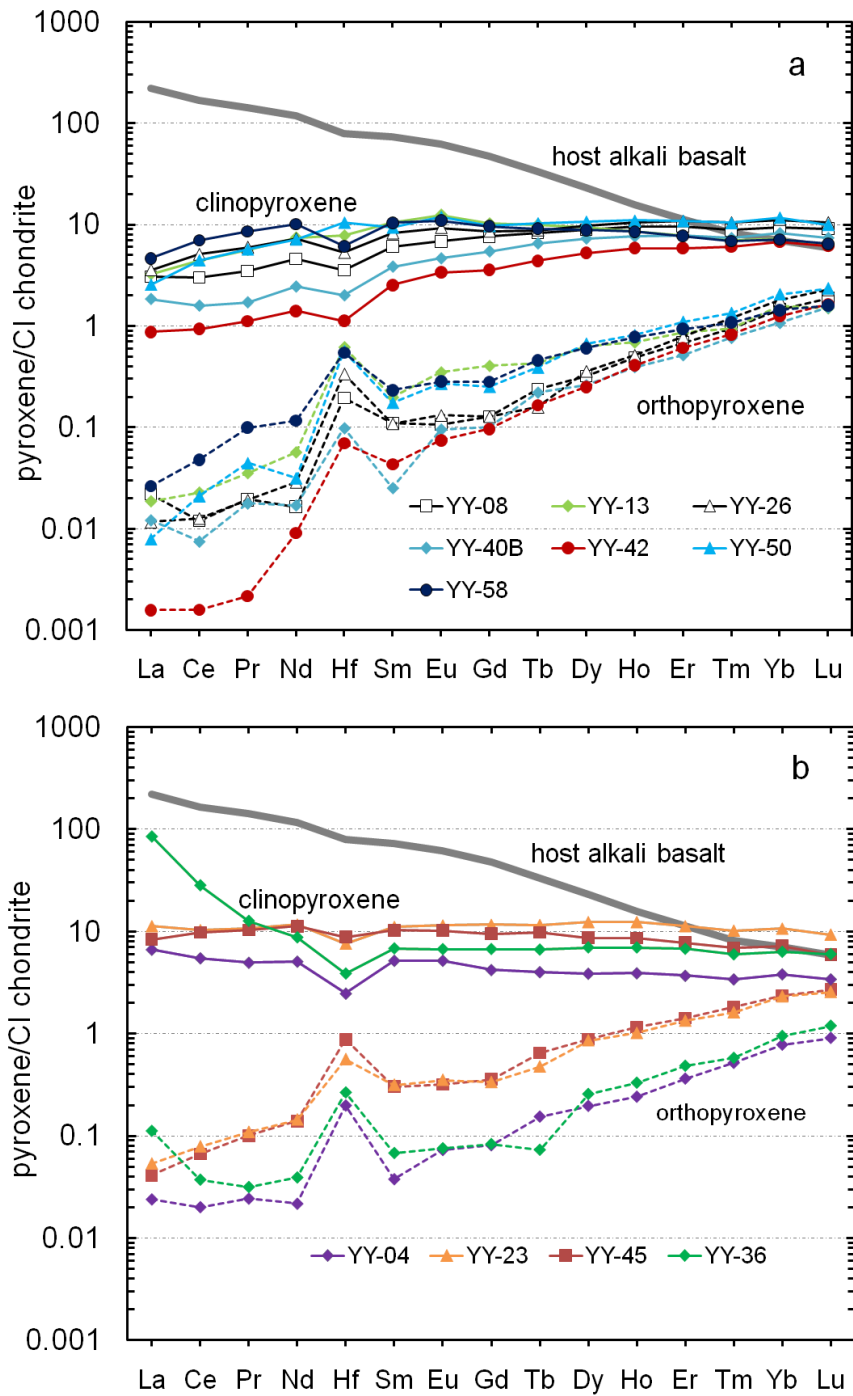 1000
a
100
host alkali basalt
clinopyroxene
10
1
0.1
orthopyroxene
YY-08 YY-13 YY-26
0.01
YY-40B YY-42 YY-50
YY-58
0.001
pyroxene/CI chondrite
La Ce Pr Nd Hf Sm Eu Gd Tb Dy Ho Er Tm Yb Lu
1000
b
100
host alkali basalt
clinopyroxene
10
1
orthopyroxene
0.1
0.01
YY-04 YY-23 YY-45 YY-36
0.001
pyroxene/CI chondrite
La Ce Pr Nd Hf Sm Eu Gd Tb Dy Ho Er Tm Yb Lu